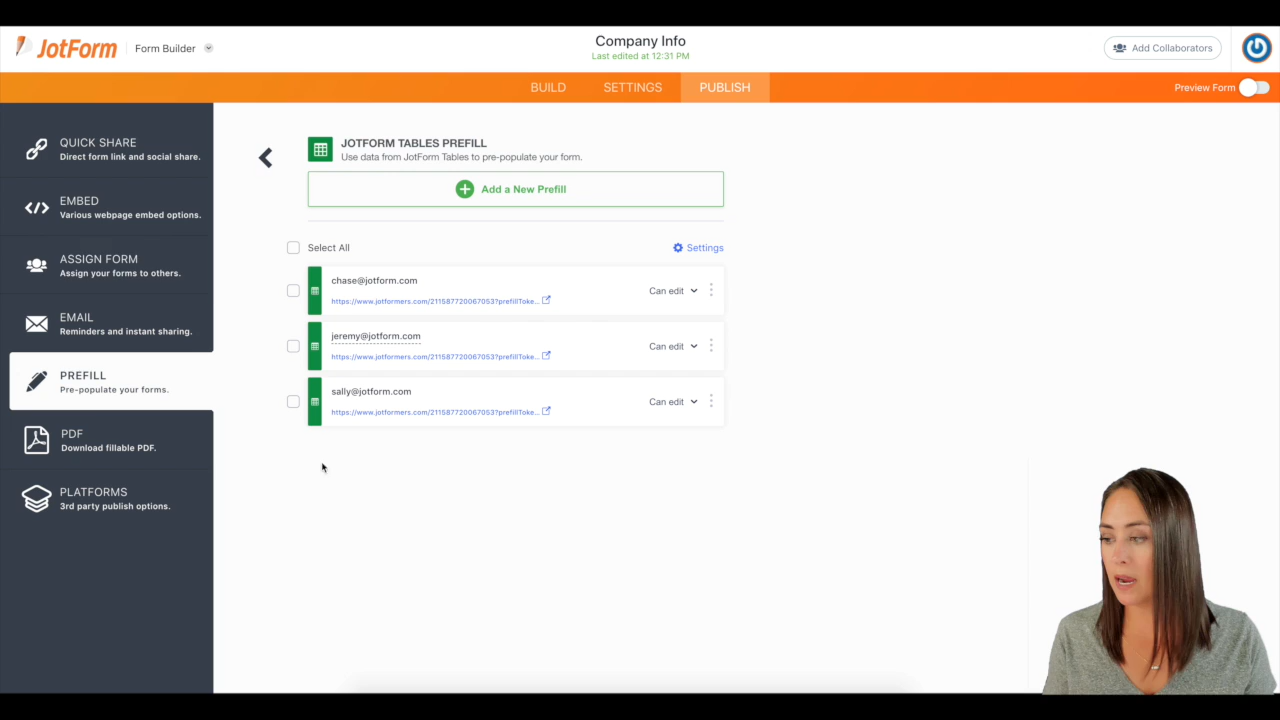 JotForm
Form Builder
Company Info
Last edited at 12:31 PM
Add Collaborators
BUILD
SETTINGS
PUBLISH
Preview Form
QUICK SHARE
Direct form link and social share.
EMBED
Various webpage embed options.
ASSIGN FORM
Assign your forms to others.
EMAIL
Reminders and instant sharing.
PREFILL
Pre-populate your forms.
PDF
Download fillable PDF.
PLATFORMS
3rd party publish options.
JOTFORM TABLES PREFILL
Use data from JotForm Tables to pre-populate your form.
Add a New Prefill
Select All
Settings
chase@jotform.com
https://www.jotformers.com/211587720067053?prefillToke...
Can edit
jeremy@jotform.com
https://www.jotformers.com/211587720067053?prefillToke...
Can edit
sally@jotform.com
https://www.jotformers.com/211587720067053?prefillToke...
Can edit